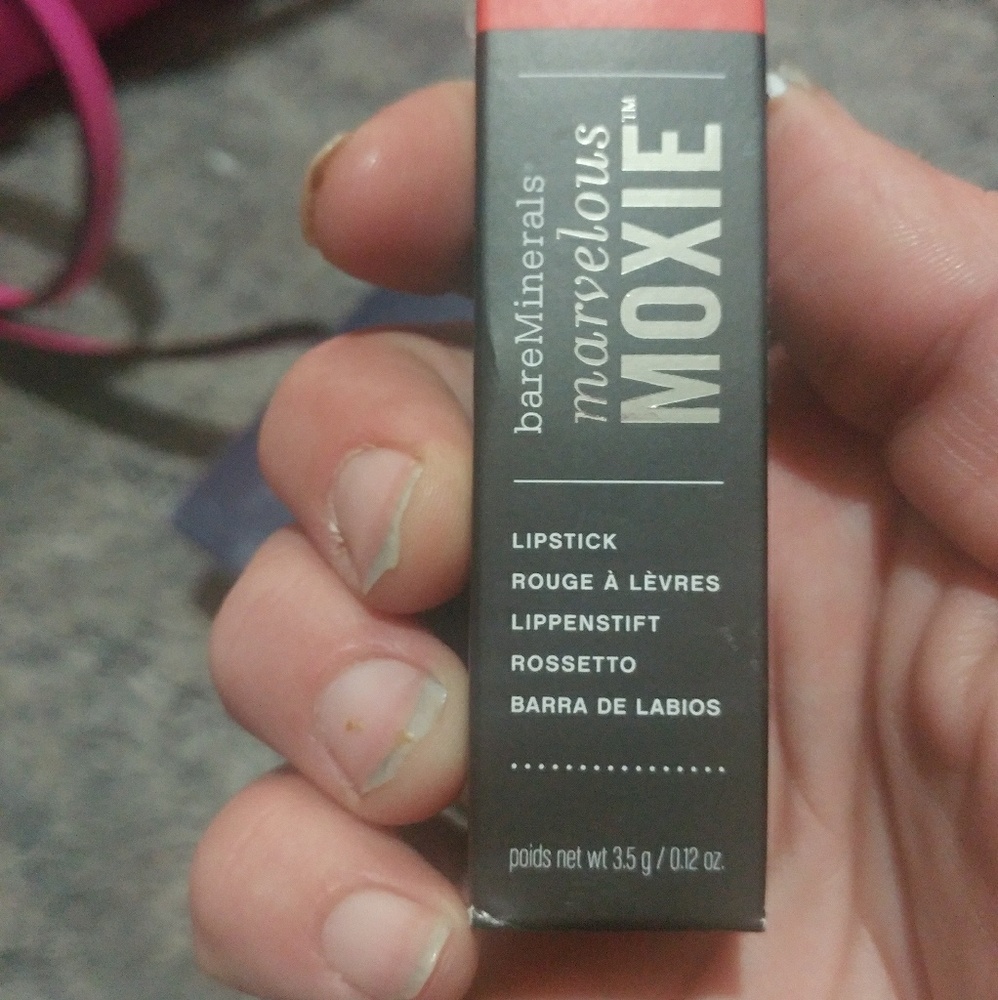 bareMinerals®
marvelous
MOXIE™
LIPSTICK
ROUGE À LÈVRES
LIPPENSTIFT
ROSSETTO
BARRA DE LABIOS
poids net wt 3.5 g / 0.12 oz.